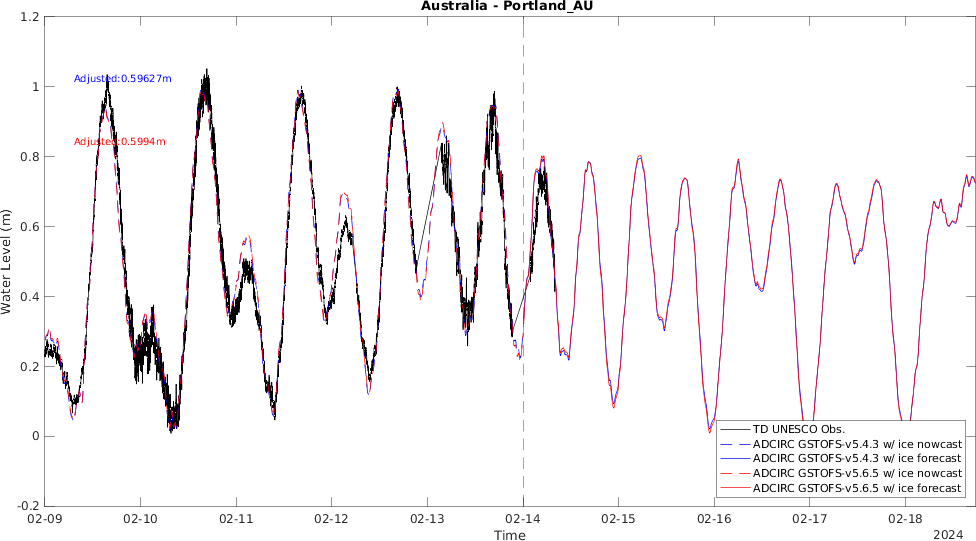 Australia - Portland_AU
1.2
1
0.8
0.6
0.4
0.2
0
-0.2
Water Level (m)
Adjusted:0.59627m
Adjusted:0.5994m
TD UNESCO Obs.
ADCIRC GSTOFS-v5.4.3 w/ ice nowcast
ADCIRC GSTOFS-v5.4.3 w/ ice forecast
ADCIRC GSTOFS-v5.6.5 w/ ice nowcast
ADCIRC GSTOFS-v5.6.5 w/ ice forecast
02-09 02-10 02-11 02-12 02-13 02-14 02-15 02-16 02-17 02-18
Time
2024